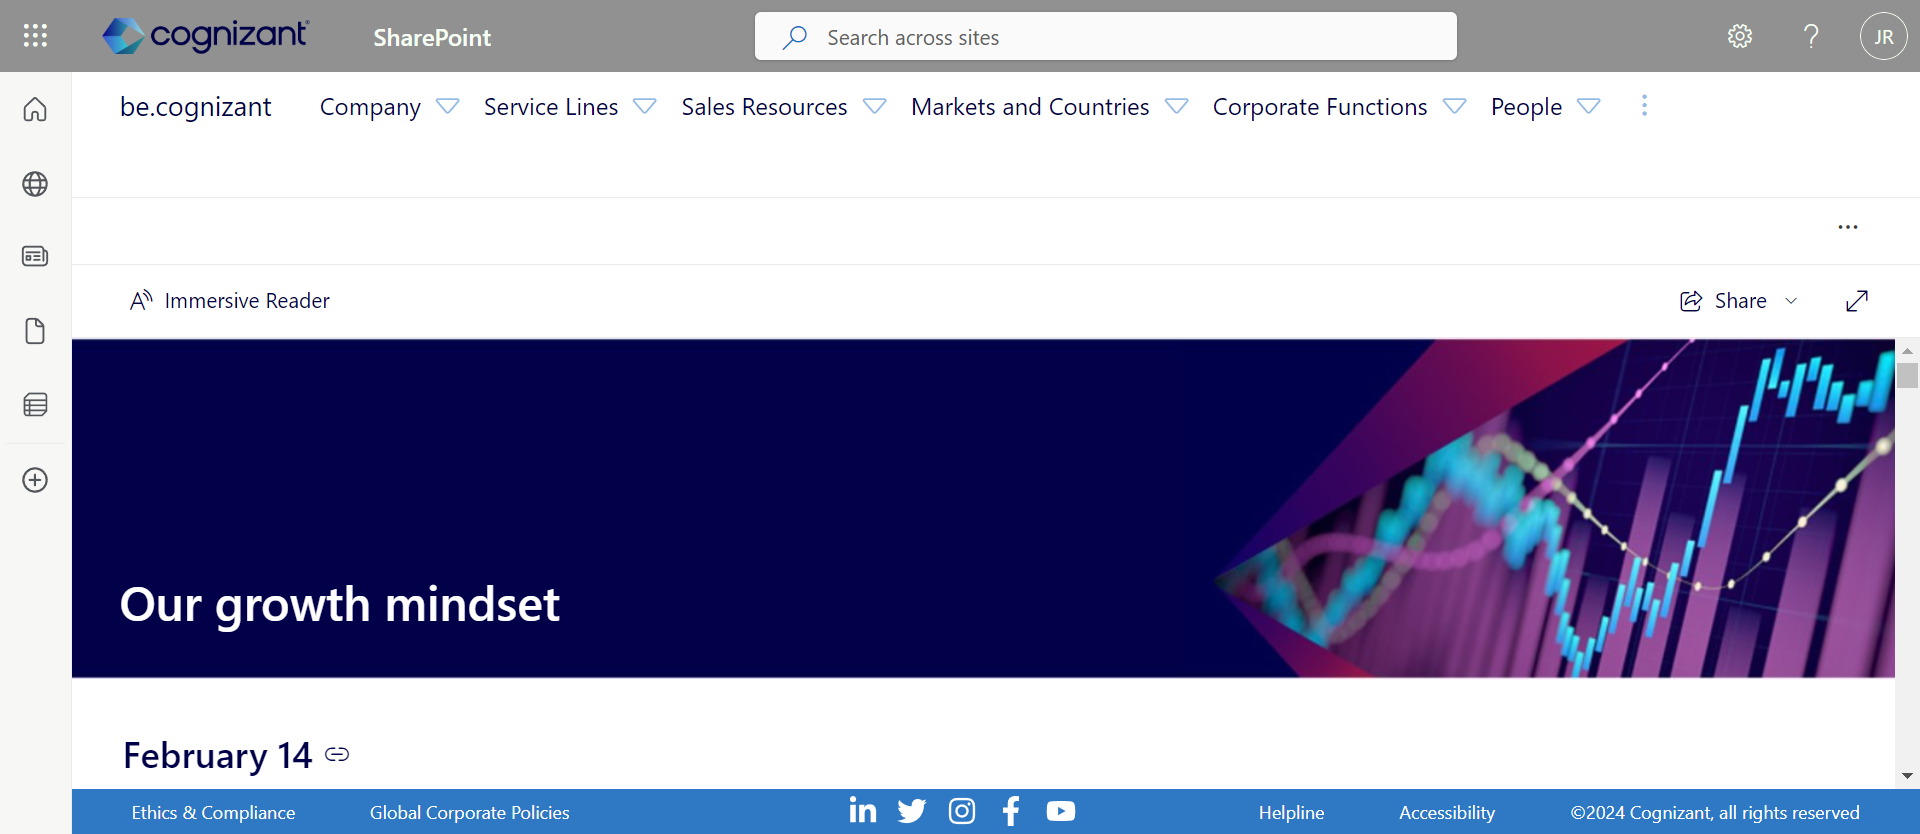 cognizant
SharePoint
Search across sites
JR
be.cognizant
Company
Service Lines
Sales Resources
Markets and Countries
Corporate Functions
People
Immersive Reader
Share
Our growth mindset
February 14
Ethics & Compliance
Global Corporate Policies
Helpline
Accessibility
©2024 Cognizant, all rights reserved